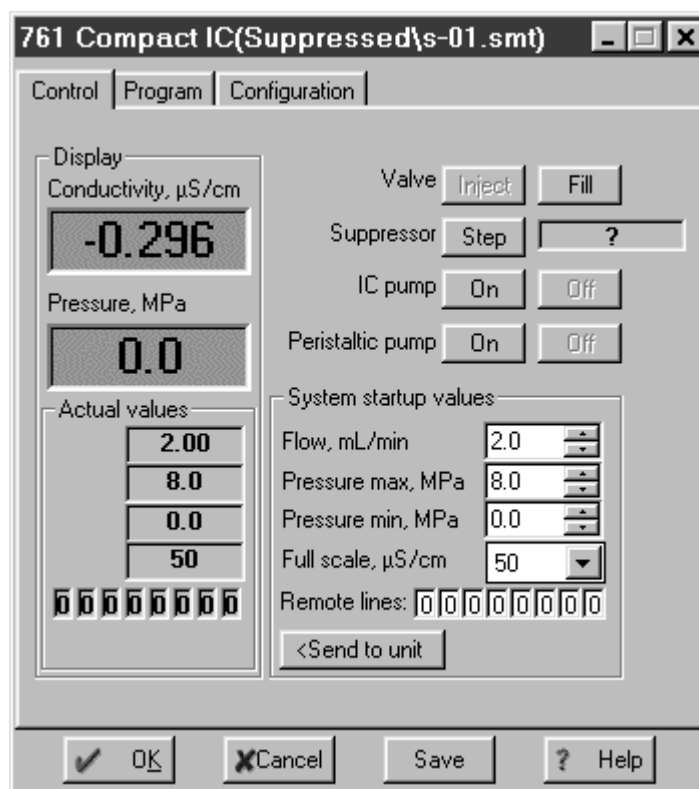 761 Compact IC(Suppressed\s-01.smt)
Control Program Configuration
Display
Conductivity, µS/cm
-0.296
Pressure, MPa
0.0
Actual values
2.00
8.0
0.0
50
0 0 0 0 0 0 0 0
Valve Inject Fill
Suppressor Step ?
IC pump On Off
Peristaltic pump On Off
System startup values
Flow, mL/min 2.0
Pressure max, MPa 8.0
Pressure min, MPa 0.0
Full scale, µS/cm 50
Remote lines: 0 0 0 0 0 0 0 0
<Send to unit
OK Cancel Save ? Help